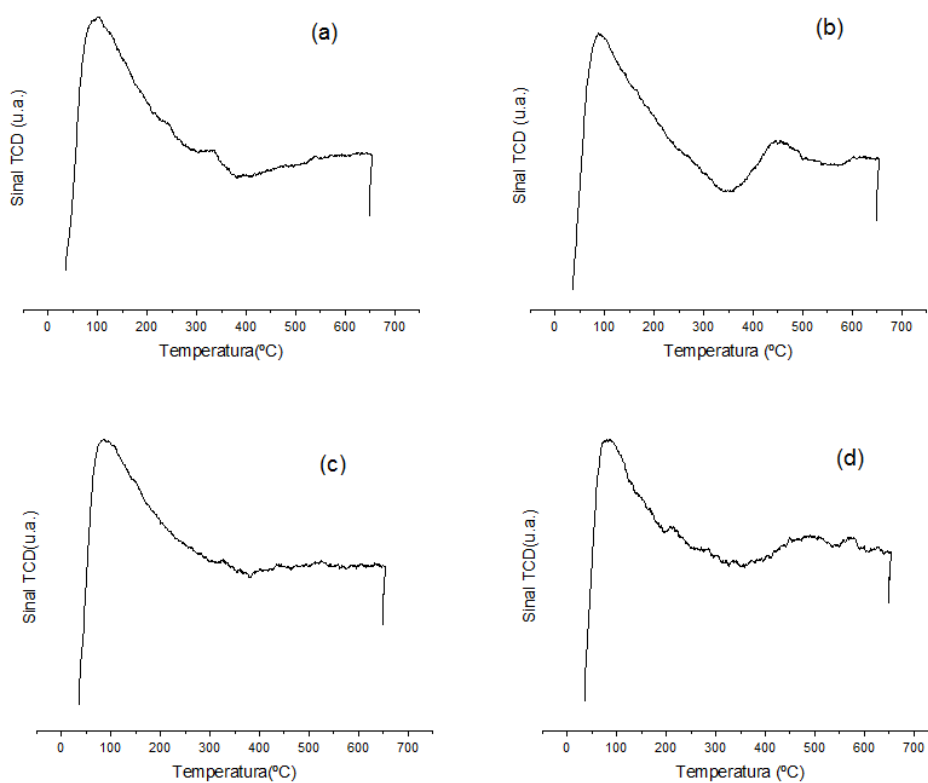 (a)
Sinal TCD (u.a.)
0 100 200 300 400 500 600 700
Temperatura(ºC)
(b)
Sinal TCD (u.a.)
0 100 200 300 400 500 600 700
Temperatura (ºC)
(c)
Sinal TCD(u.a.)
0 100 200 300 400 500 600 700
Temperatura(ºC)
(d)
Sinal TCD(u.a.)
0 100 200 300 400 500 600 700
Temperatura(ºC)